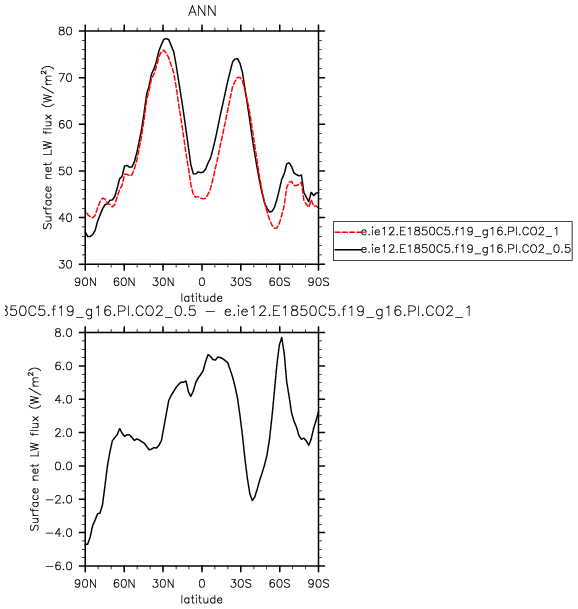 ANN
80
70
60
50
40
30
Surface net LW flux (W/m²)
90N 60N 30N 0 30S 60S 90S
latitude
e.ie12.E1850C5.f19_g16.PI.CO2_1
e.ie12.E1850C5.f19_g16.PI.CO2_0.5
350C5.f19_g16.PI.CO2_0.5 – e.ie12.E1850C5.f19_g16.PI.CO2_1
8.0
6.0
4.0
2.0
0.0
−2.0
−4.0
−6.0
Surface net LW flux (W/m²)
90N 60N 30N 0 30S 60S 90S
latitude